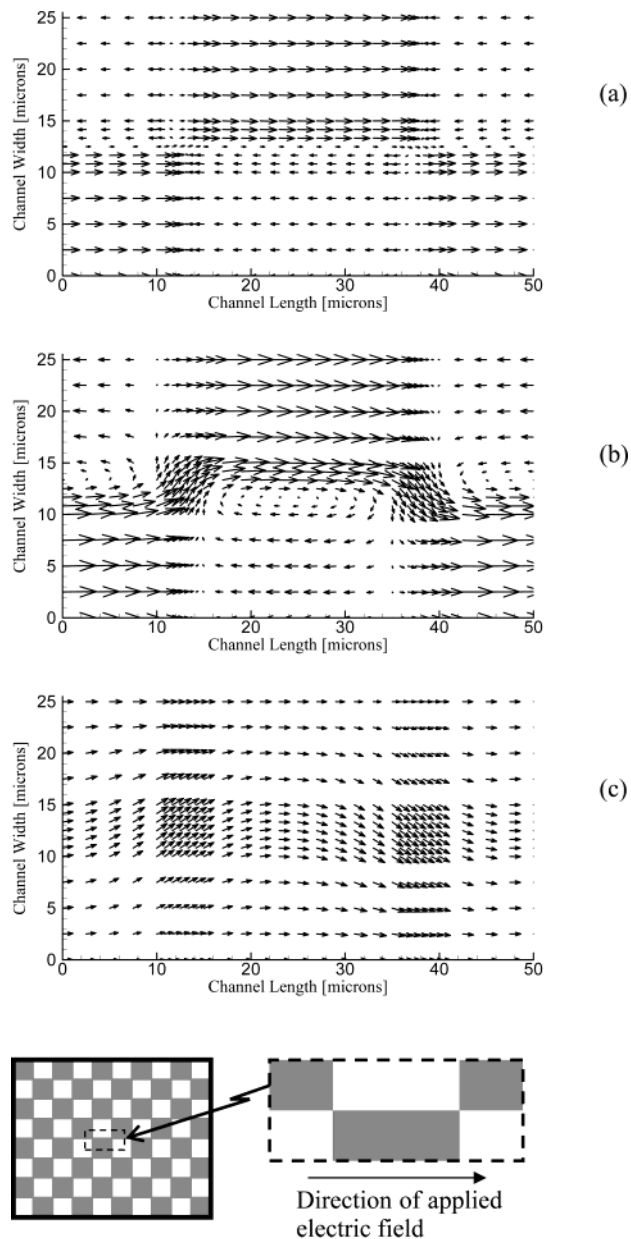 25
20
15
10
5
0
Channel Width [microns]
0 10 20 30 40 50
Channel Length [microns]
(a)
25
20
15
10
5
0
Channel Width [microns]
0 10 20 30 40 50
Channel Length [microns]
(b)
25
20
15
10
5
0
Channel Width [microns]
0 10 20 30 40 50
Channel Length [microns]
(c)
Direction of applied
electric field